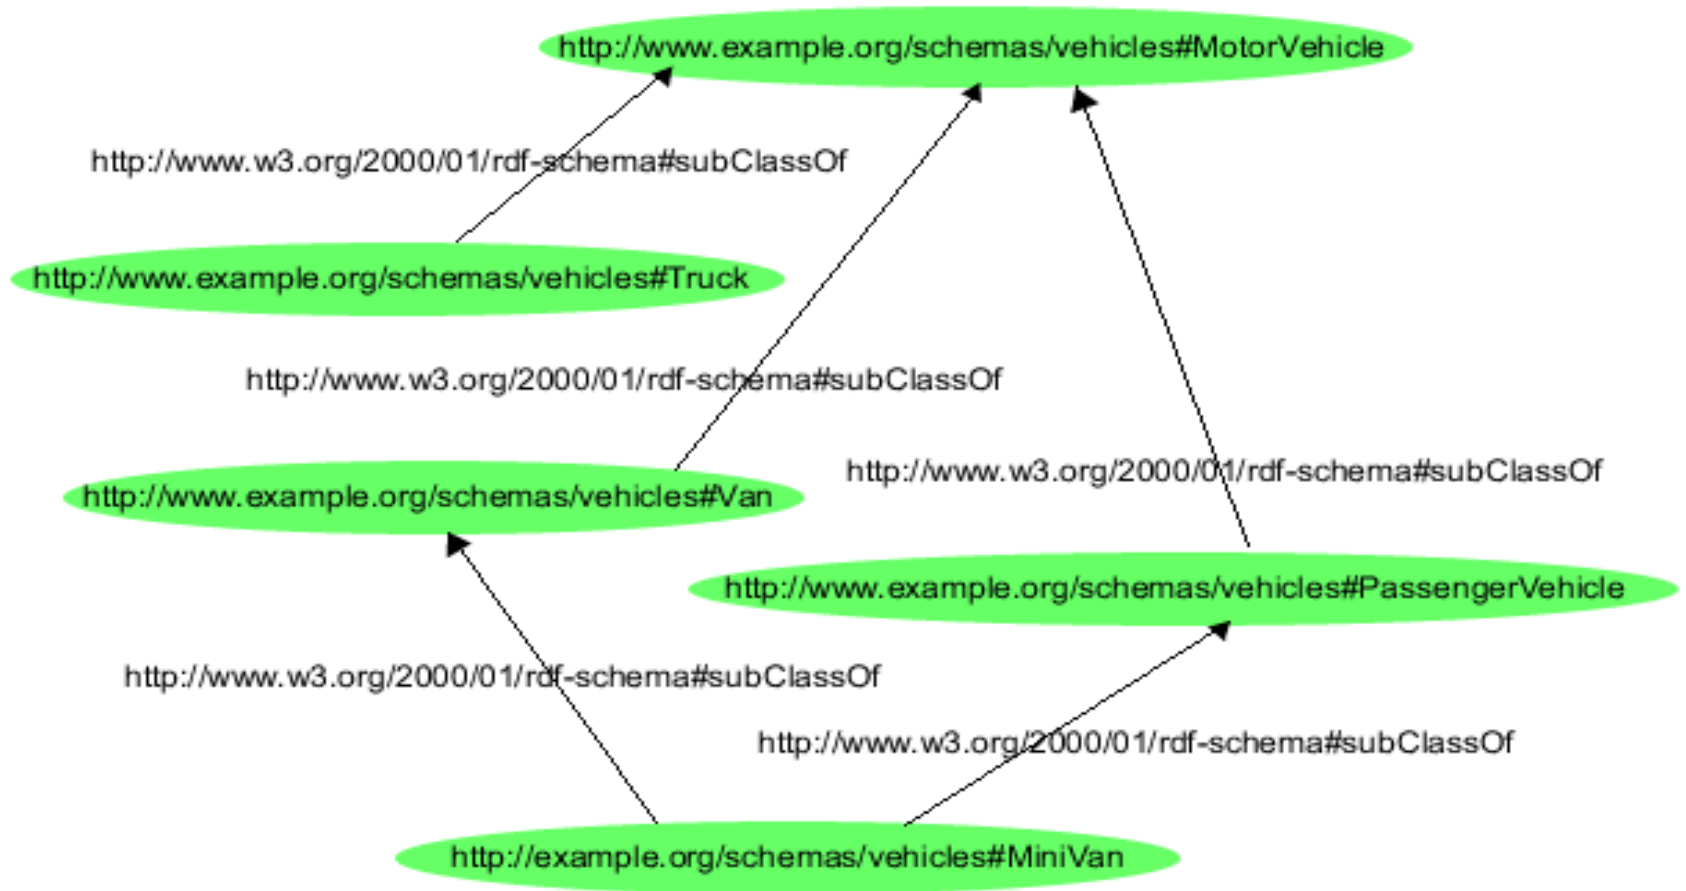 http://www.example.org/schemas/vehicles#MotorVehicle
http://www.w3.org/2000/01/rdf-schema#subClassOf
http://www.example.org/schemas/vehicles#Truck
http://www.w3.org/2000/01/rdf-schema#subClassOf
http://www.w3.org/2000/01/rdf-schema#subClassOf
http://www.example.org/schemas/vehicles#Van
http://www.example.org/schemas/vehicles#PassengerVehicle
http://www.w3.org/2000/01/rdf-schema#subClassOf
http://www.w3.org/2000/01/rdf-schema#subClassOf
http://example.org/schemas/vehicles#MiniVan